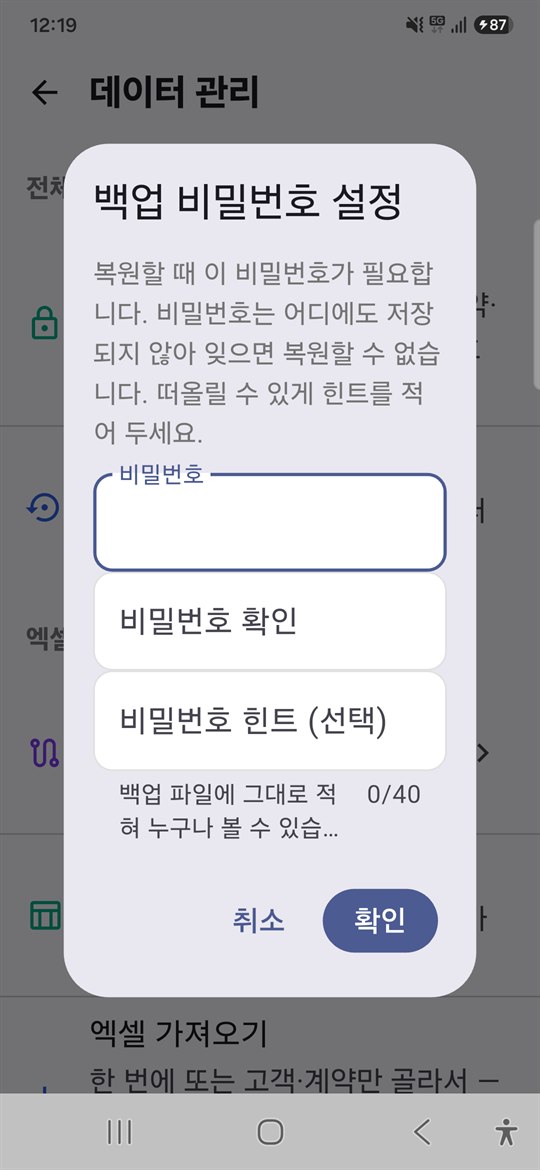 12:19
5G
87
데이터 관리
전체
백업 비밀번호 설정
복원할 때 이 비밀번호가 필요합
니다. 비밀번호는 어디에도 저장
되지 않아 잊으면 복원할 수 없습
니다. 떠올릴 수 있게 힌트를 적
어 두세요.
비밀번호
비밀번호 확인
비밀번호 힌트 (선택)
백업 파일에 그대로 적 0/40
혀 누구나 볼 수 있습…
취소 확인
엑셀
엑셀 가져오기
한 번에 또는 고객·계약만 골라서 —